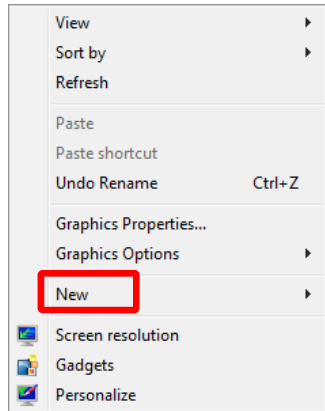 View
Sort by
Refresh
Paste
Paste shortcut
Undo Rename Ctrl+Z
Graphics Properties...
Graphics Options
New
Screen resolution
Gadgets
Personalize